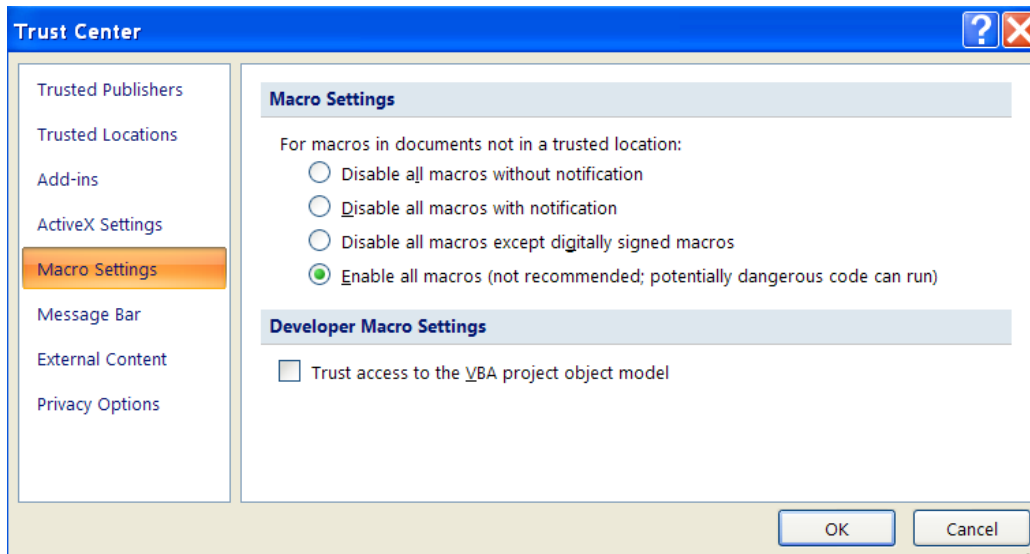 Trust Center
Trusted Publishers
Trusted Locations
Add-ins
ActiveX Settings
Macro Settings
Message Bar
External Content
Privacy Options
Macro Settings
For macros in documents not in a trusted location:
Disable all macros without notification
Disable all macros with notification
Disable all macros except digitally signed macros
Enable all macros (not recommended; potentially dangerous code can run)
Developer Macro Settings
Trust access to the VBA project object model
OK
Cancel